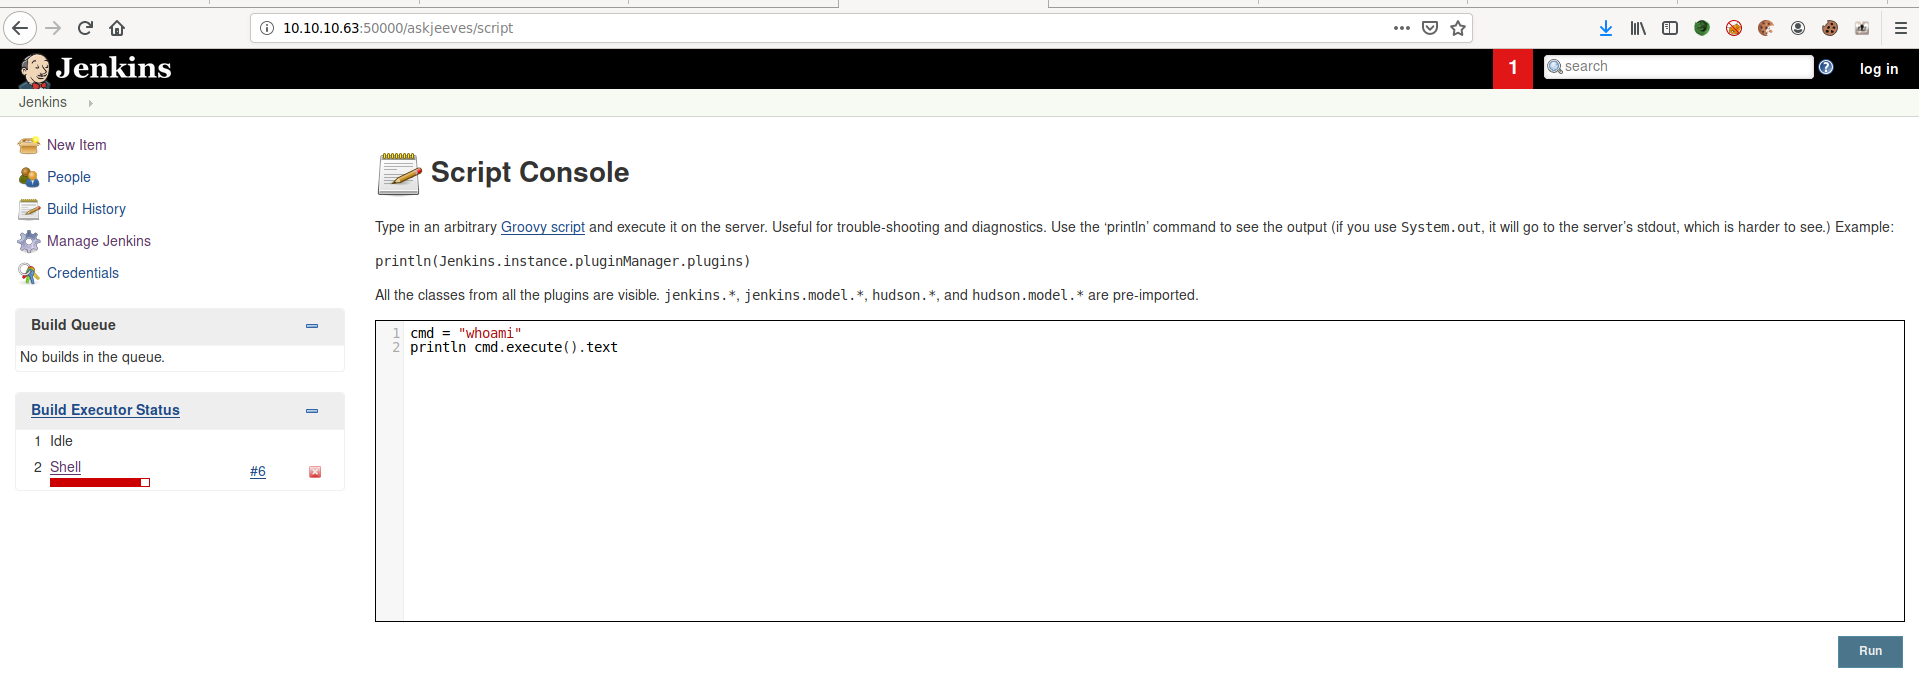 10.10.10.63:50000/askjeeves/script
Jenkins
1
search
log in
Jenkins
New Item
People
Build History
Manage Jenkins
Credentials
Build Queue
No builds in the queue.
Build Executor Status
1 Idle
2 Shell #6
Script Console
Type in an arbitrary Groovy script and execute it on the server. Useful for trouble-shooting and diagnostics. Use the ‘println’ command to see the output (if you use System.out, it will go to the server’s stdout, which is harder to see.) Example:
println(Jenkins.instance.pluginManager.plugins)
All the classes from all the plugins are visible. jenkins.*, jenkins.model.*, hudson.*, and hudson.model.* are pre-imported.
1 cmd = "whoami"
2 println cmd.execute().text
Run